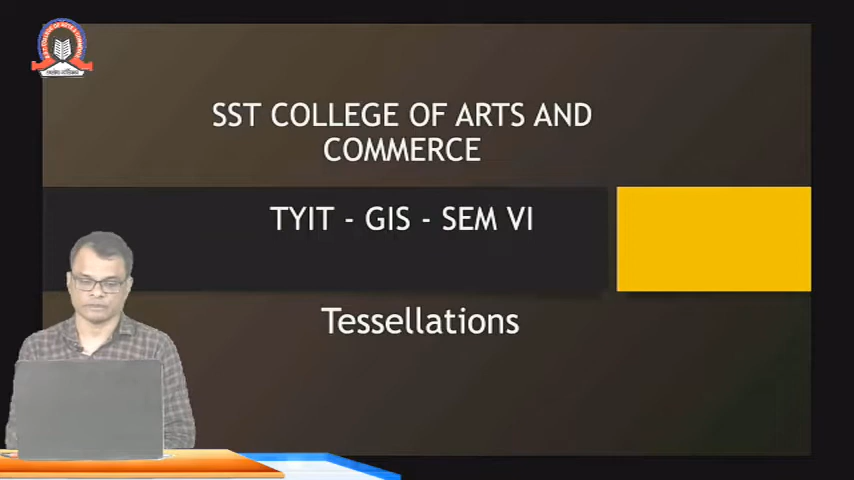 SST COLLEGE OF ARTS AND
COMMERCE
TYIT - GIS - SEM VI
Tessellations